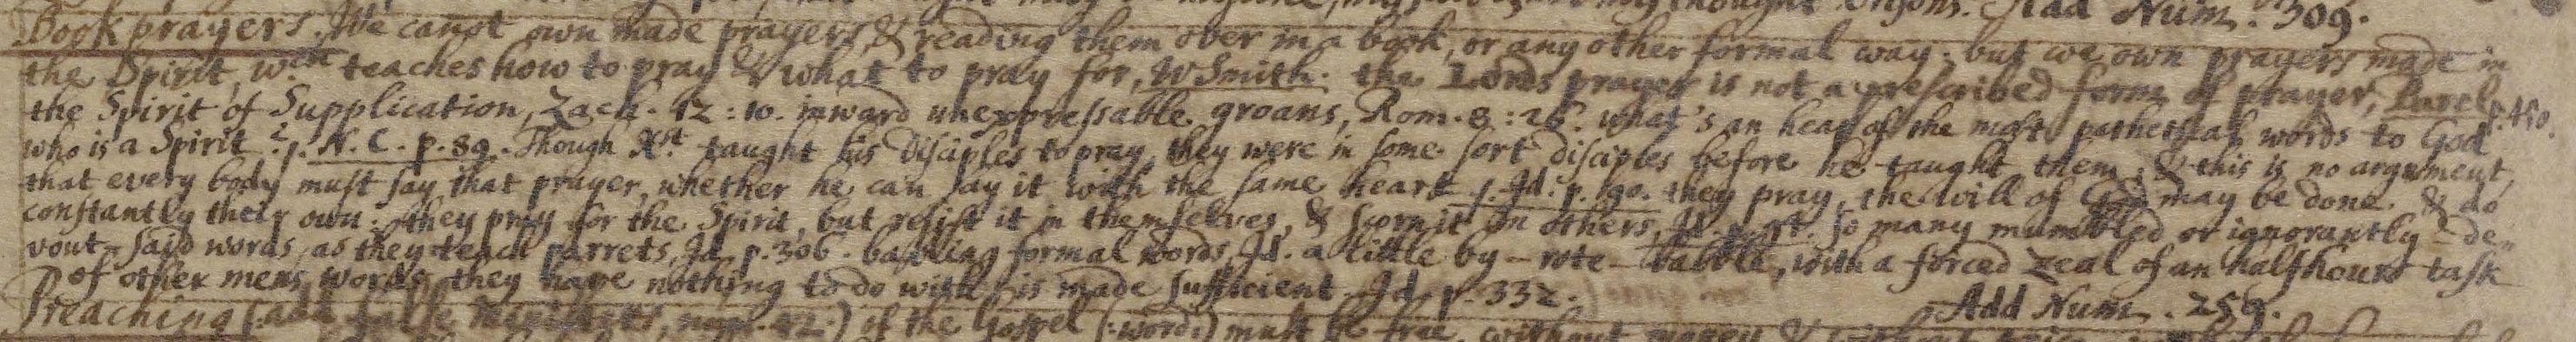 thought Add Num. 309.
Book prayers. We canot own made prayers, & reading them over in a book, or any other formal way: but we own prayers made in
the Spirit, wch teaches how to pray & what to pray for, W Smith. the Lords prayer is not a prescribed forme of prayer, Barcl. p. 450.
the Spirit of Supplication, Zach. 12:10. inward unexpressable groans, Rom. 8:26. what's an heap of the most pathetical words to God
who is a Spirit? N. C. p. 89. Though Xst taught his Disciples to pray, they were in some sort disciples before he taught them, & this is no argument,
that every body must say that prayer, whether he can say it with the same heart Id. p. 90. they pray, the will of God may be done & do
constantly their own: they pray for the Spirit, but resist it in themselves, & scorn it in others, Id. p. 91. so many mumbled or ignorantly-de-
vout-said words, as they teach parrets, Id. p. 306. babling formal words, Id. a little by-rote-babble, with a forced zeal of an halfhours task
of other mens words they have nothing to do with, is made sufficient. Id. p. 332. Add Num. 259.
Preaching (add false Ministers, num. 42.) of the Gospel (:word:) must be free, without money & without